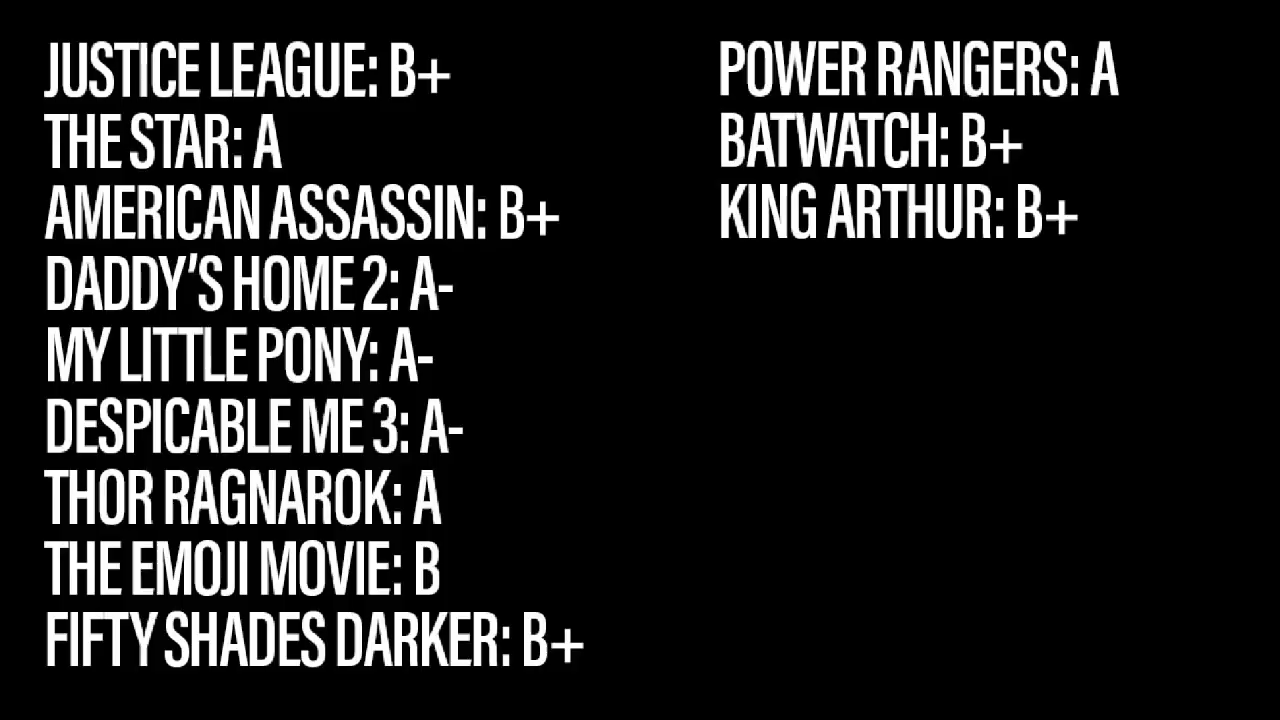 JUSTICE LEAGUE: B+
THE STAR: A
AMERICAN ASSASSIN: B+
DADDY'S HOME 2: A-
MY LITTLE PONY: A-
DESPICABLE ME 3: A-
THOR RAGNAROK: A
THE EMOJI MOVIE: B
FIFTY SHADES DARKER: B+
POWER RANGERS: A
BATWATCH: B+
KING ARTHUR: B+